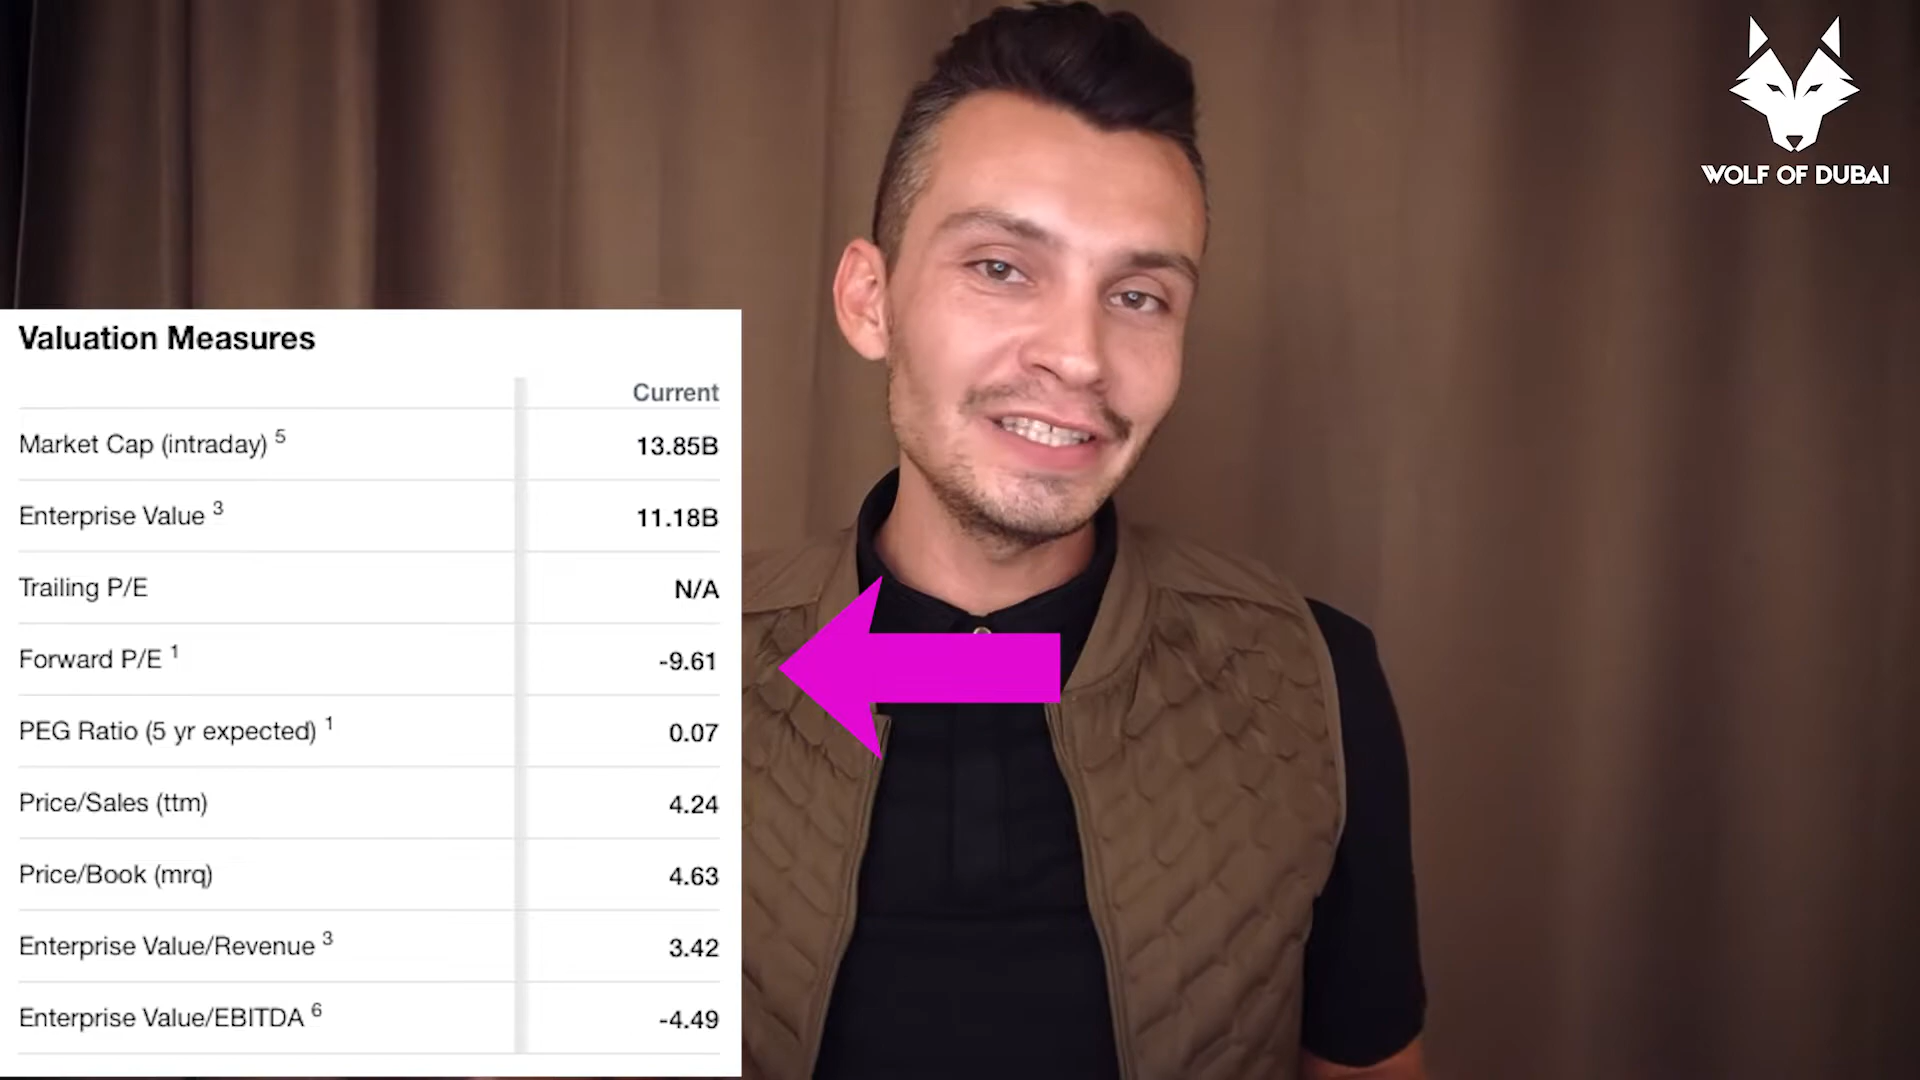 WOLF OF DUBAI
Valuation Measures
Current
Market Cap (intraday) 5 13.85B
Enterprise Value 3 11.18B
Trailing P/E N/A
Forward P/E 1 -9.61
PEG Ratio (5 yr expected) 1 0.07
Price/Sales (ttm) 4.24
Price/Book (mrq) 4.63
Enterprise Value/Revenue 3 3.42
Enterprise Value/EBITDA 6 -4.49